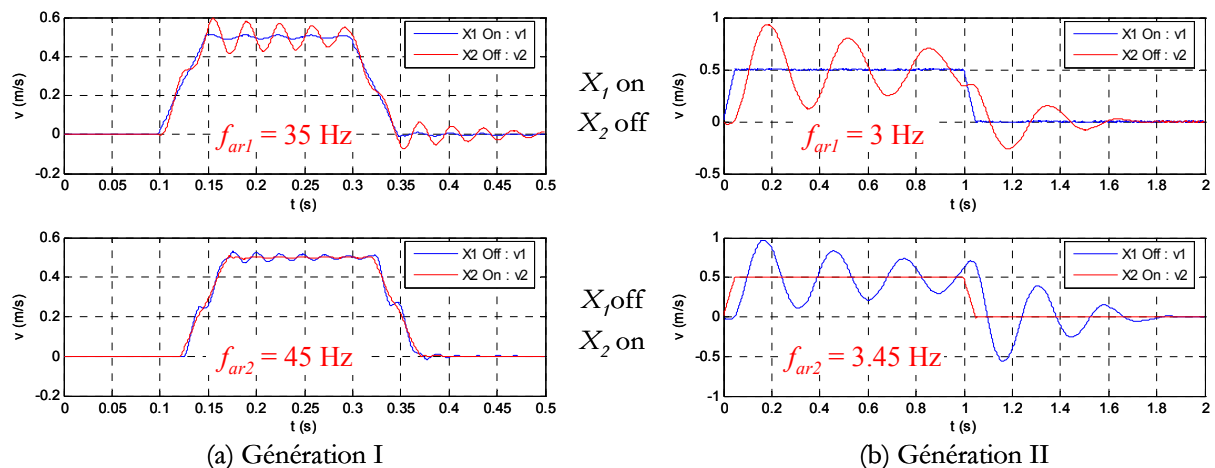 0.6
0.4
0.2
0
-0.2
v (m/s)
X1 On : v1
X2 Off : v2
f_ar1 = 35 Hz
0 0.05 0.1 0.15 0.2 0.25 0.3 0.35 0.4 0.45 0.5
t (s)
X1 on
X2 off
1
0.5
0
-0.5
v (m/s)
X1 On : v1
X2 Off : v2
f_ar1 = 3 Hz
0 0.2 0.4 0.6 0.8 1 1.2 1.4 1.6 1.8 2
t (s)
0.6
0.4
0.2
0
-0.2
v (m/s)
X1 Off : v1
X2 On : v2
f_ar2 = 45 Hz
0 0.05 0.1 0.15 0.2 0.25 0.3 0.35 0.4 0.45 0.5
t (s)
X1off
X2 on
1
0.5
0
-0.5
-1
v (m/s)
X1 Off : v1
X2 On : v2
f_ar2 = 3.45 Hz
0 0.2 0.4 0.6 0.8 1 1.2 1.4 1.6 1.8 2
t (s)
(a) Génération I
(b) Génération II